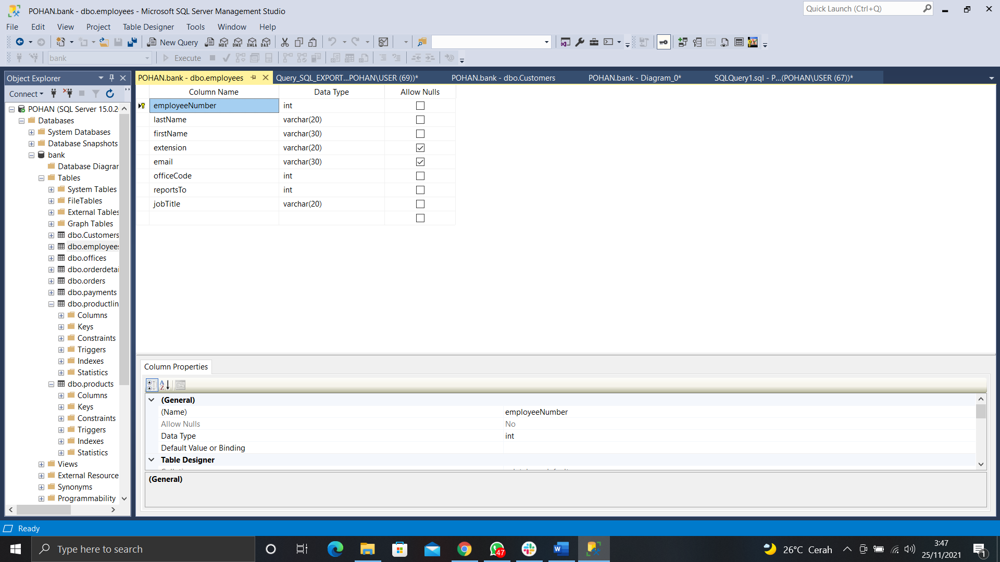 POHAN.bank - dbo.employees - Microsoft SQL Server Management Studio
Quick Launch (Ctrl+Q)
File Edit View Project Table Designer Tools Window Help
New Query MDX DMX XMLA DAX
bank Execute
Object Explorer
POHAN.bank - dbo.employees Query_SQL_EXPORT...POHAN\USER (69))* POHAN.bank - dbo.Customers POHAN.bank - Diagram_0* SQLQuery1.sql - P...(POHAN\USER (67))*
Connect
POHAN (SQL Server 15.0.2
Databases
System Databases
Database Snapshots
bank
Database Diagrar
Tables
System Tables
FileTables
External Tables
Graph Tables
dbo.Customers
dbo.employees
dbo.offices
dbo.orderdetai
dbo.orders
dbo.payments
dbo.productlin
Columns
Keys
Constraints
Triggers
Indexes
Statistics
dbo.products
Columns
Keys
Constraints
Triggers
Indexes
Statistics
Views
External Resource
Synonyms
Programmability
Column Name Data Type Allow Nulls
employeeNumber int
lastName varchar(20)
firstName varchar(30)
extension varchar(20)
email varchar(30)
officeCode int
reportsTo int
jobTitle varchar(20)
Column Properties
(General)
(Name) employeeNumber
Allow Nulls No
Data Type int
Default Value or Binding
Table Designer
(General)
Ready
Type here to search
47
26°C Cerah
3:47
25/11/2021
1